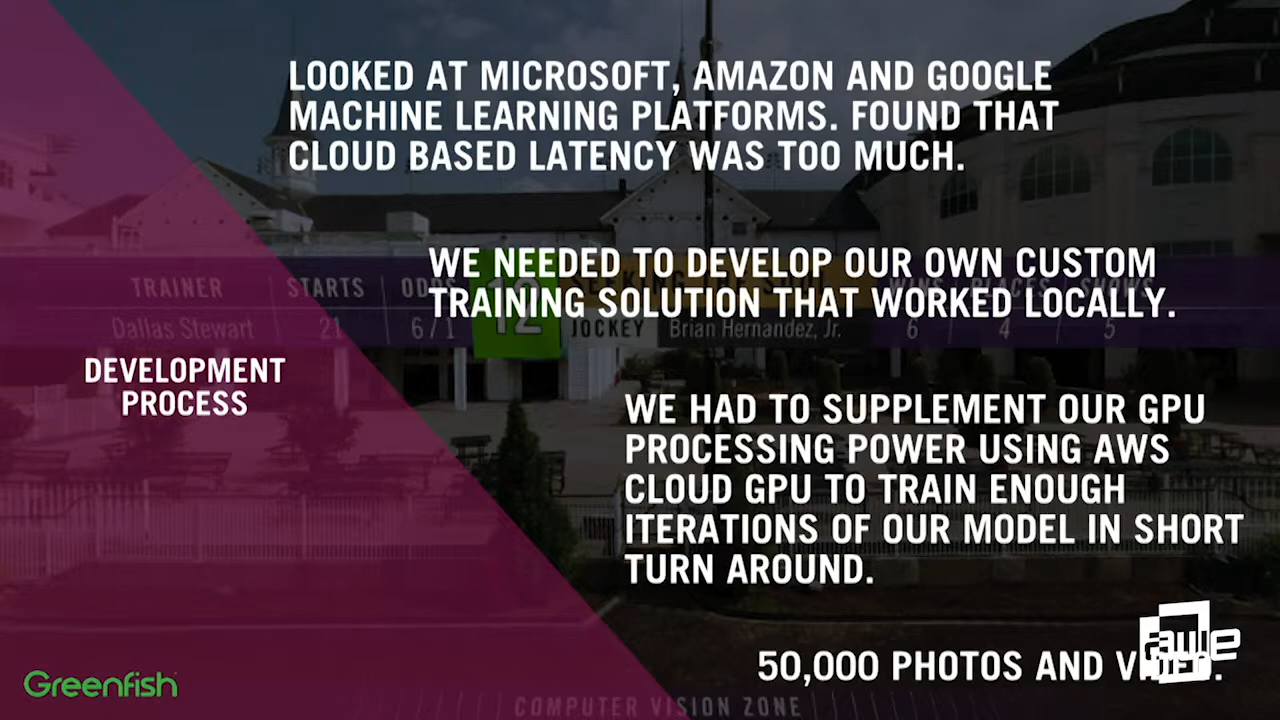 LOOKED AT MICROSOFT, AMAZON AND GOOGLE
MACHINE LEARNING PLATFORMS. FOUND THAT
CLOUD BASED LATENCY WAS TOO MUCH.
WE NEEDED TO DEVELOP OUR OWN CUSTOM
TRAINING SOLUTION THAT WORKED LOCALLY.
TRAINER STARTS ODDS
Dallas Stewart 21 6/1 12 JOCKEY Brian Hernandez, Jr. 6 4 5
DEVELOPMENT
PROCESS
WE HAD TO SUPPLEMENT OUR GPU
PROCESSING POWER USING AWS
CLOUD GPU TO TRAIN ENOUGH
ITERATIONS OF OUR MODEL IN SHORT
TURN AROUND.
50,000 PHOTOS AND
Greenfish
COMPUTER VISION ZONE